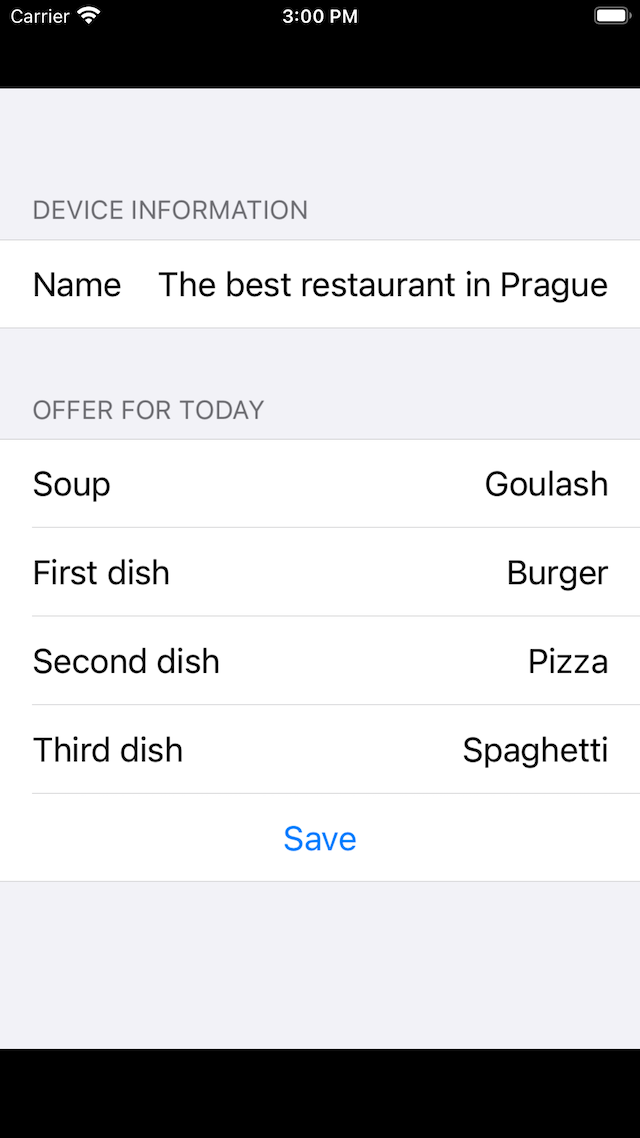 Carrier 3:00 PM
DEVICE INFORMATION
Name The best restaurant in Prague
OFFER FOR TODAY
Soup Goulash
First dish Burger
Second dish Pizza
Third dish Spaghetti
Save